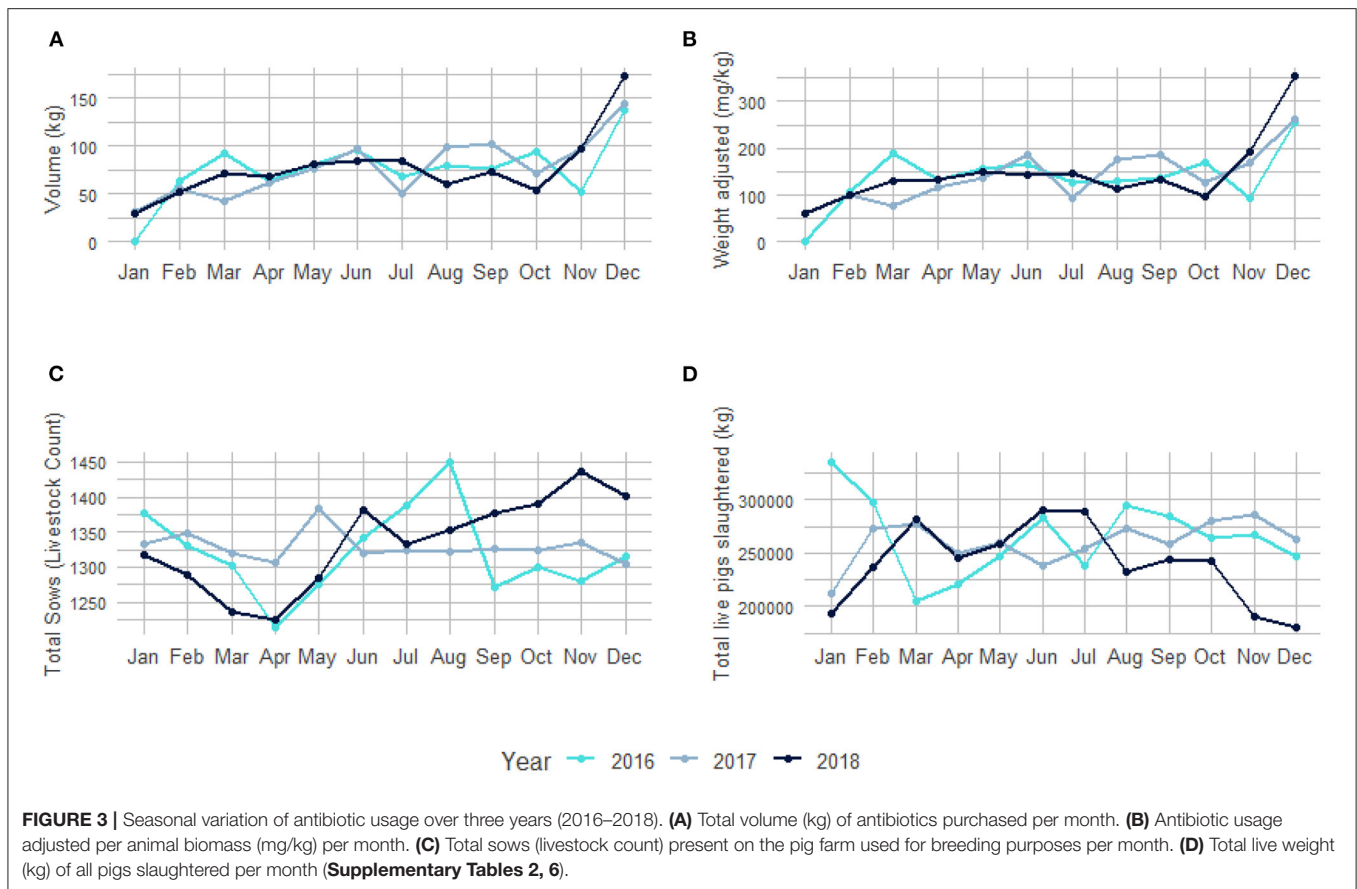 A
Volume (kg)
150
100
50
0
Jan Feb Mar Apr May Jun Jul Aug Sep Oct Nov Dec
B
Weight adjusted (mg/kg)
300
200
100
0
Jan Feb Mar Apr May Jun Jul Aug Sep Oct Nov Dec
C
Total Sows (Livestock Count)
1450
1400
1350
1300
1250
Jan Feb Mar Apr May Jun Jul Aug Sep Oct Nov Dec
D
Total live pigs slaughtered (kg)
300000
250000
200000
Jan Feb Mar Apr May Jun Jul Aug Sep Oct Nov Dec
Year 2016 2017 2018
FIGURE 3 | Seasonal variation of antibiotic usage over three years (2016–2018). (A) Total volume (kg) of antibiotics purchased per month. (B) Antibiotic usage
adjusted per animal biomass (mg/kg) per month. (C) Total sows (livestock count) present on the pig farm used for breeding purposes per month. (D) Total live weight
(kg) of all pigs slaughtered per month (Supplementary Tables 2, 6).